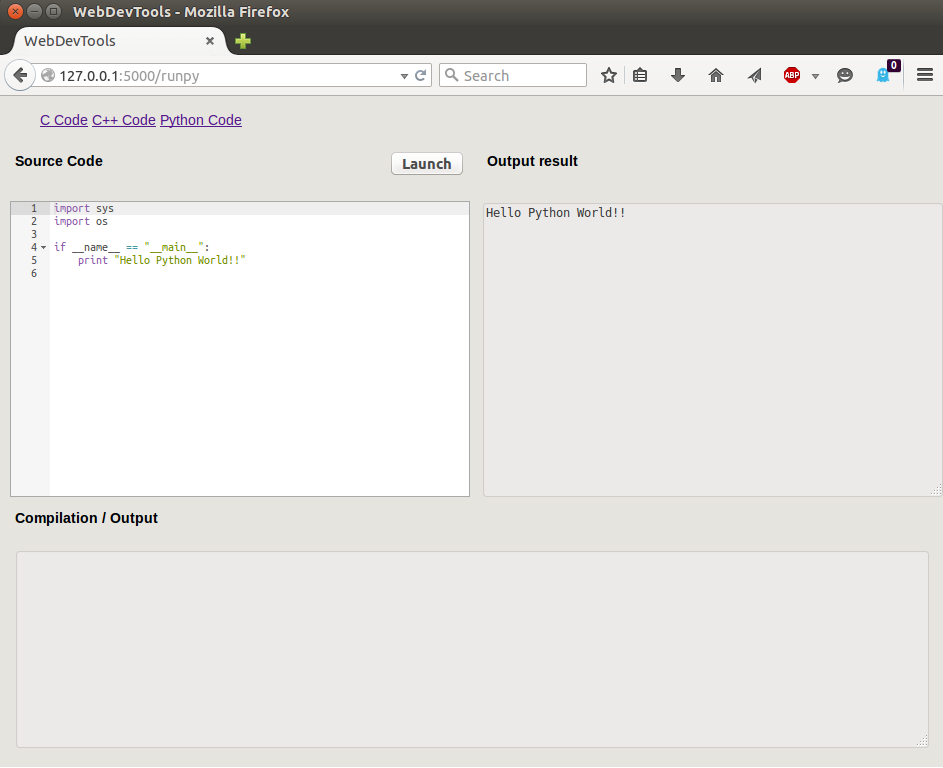 WebDevTools - Mozilla Firefox
WebDevTools
127.0.0.1:5000/runpy
Search
ABP
0
C Code C++ Code Python Code
Source Code
Launch
Output result
1 import sys
2 import os
3
4 if __name__ == "__main__":
5 print "Hello Python World!!"
6
Hello Python World!!
Compilation / Output